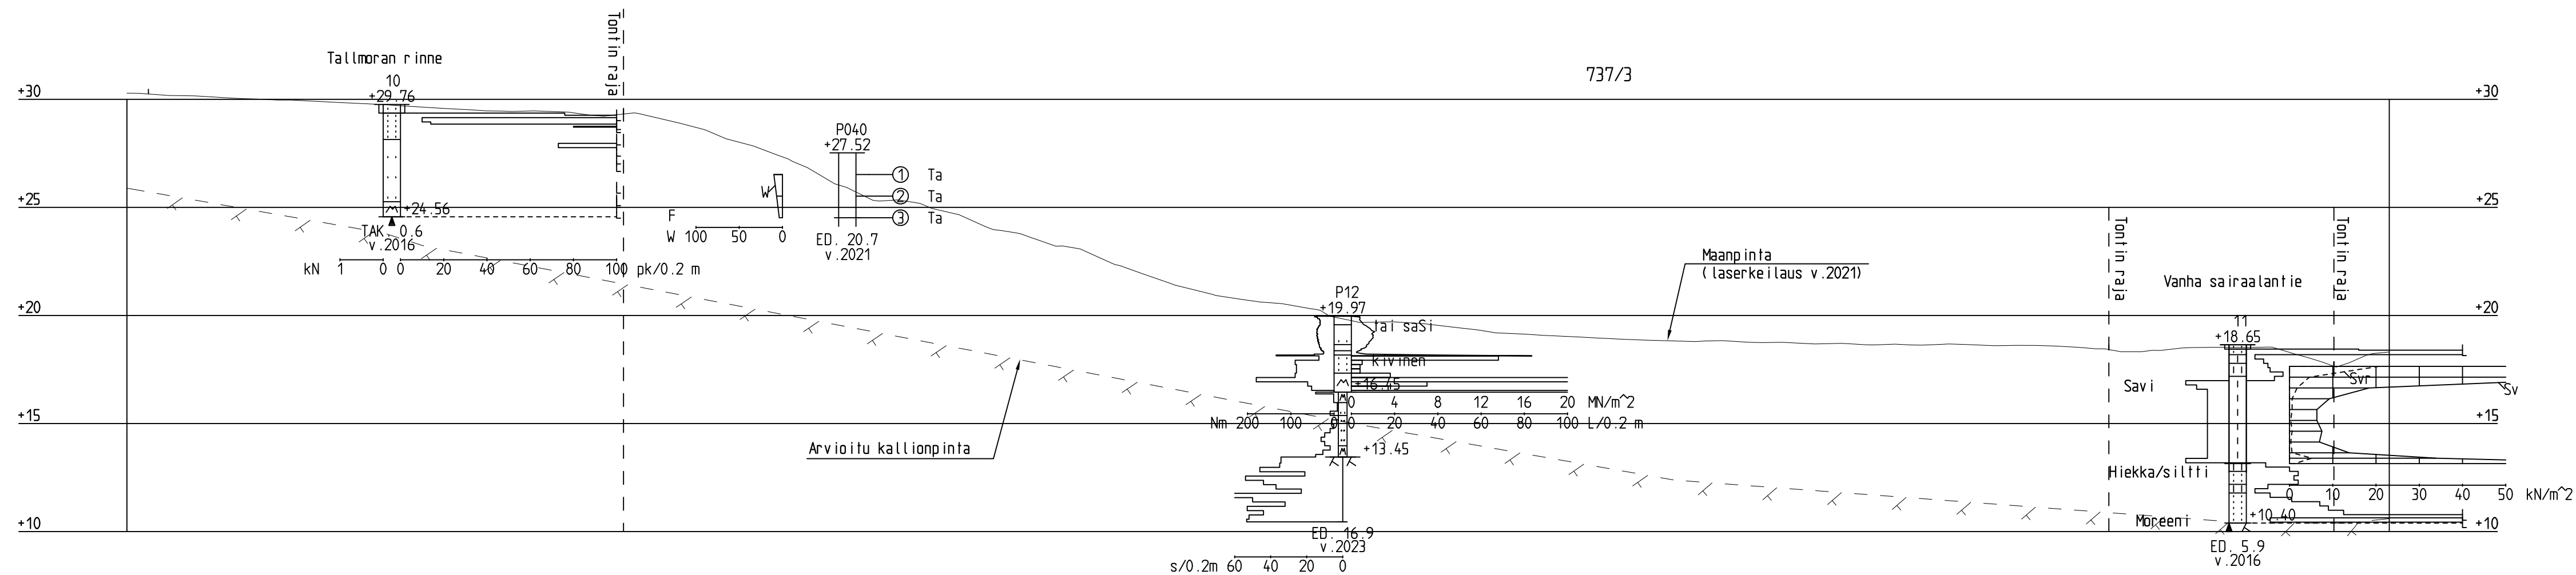 Tontin raja
Tallmoran rinne
737/3
10
+30
+29.76
+30
PO40
+27.52
1 Ta
2 Ta
3 Ta
W
+25
+24.56
+25
TAK 0.6
v.2016
F
W 100 50 0
ED. 20.7
v.2021
kN 1 0 0 20 40 60 80 100 pk/0.2 m
Maanpinta
(laserkeilaus v.2021)
Tontin raja
Vanha sairaalantie
Tontin raja
+20
P12
+19.97
+20
tai saSi
kivinen
+16.45
11
+18.65
Savi
Svr
Sv
0 4 8 12 16 20 MN/m^2
+15
Nm 200 100 0 0 20 40 60 80 100 L/0.2 m
+15
Arvioitu kallionpinta
+13.45
Hiekka/siltti
0 10 20 30 40 50 kN/m^2
+10
Moreeni
+10.40
+10
ED. 16.9
v.2023
ED. 5.9
v.2016
s/0.2m 60 40 20 0